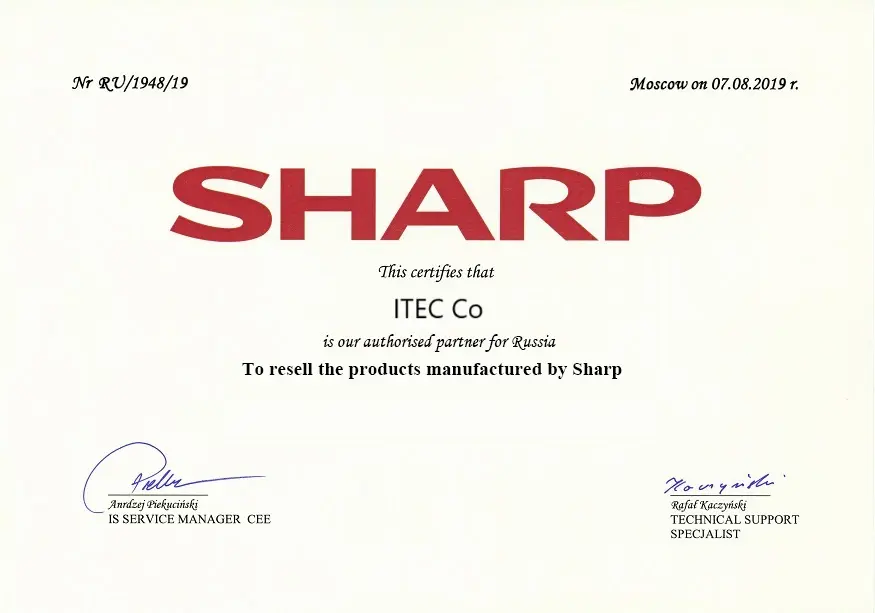 Nr RU/1948/19
Moscow on 07.08.2019 r.
SHARP
This certifies that
ITEC Co
is our authorised partner for Russia
To resell the products manufactured by Sharp
Anrdzej Piekuciński
IS SERVICE MANAGER CEE
Rafał Kaczyński
TECHNICAL SUPPORT
SPECJALIST